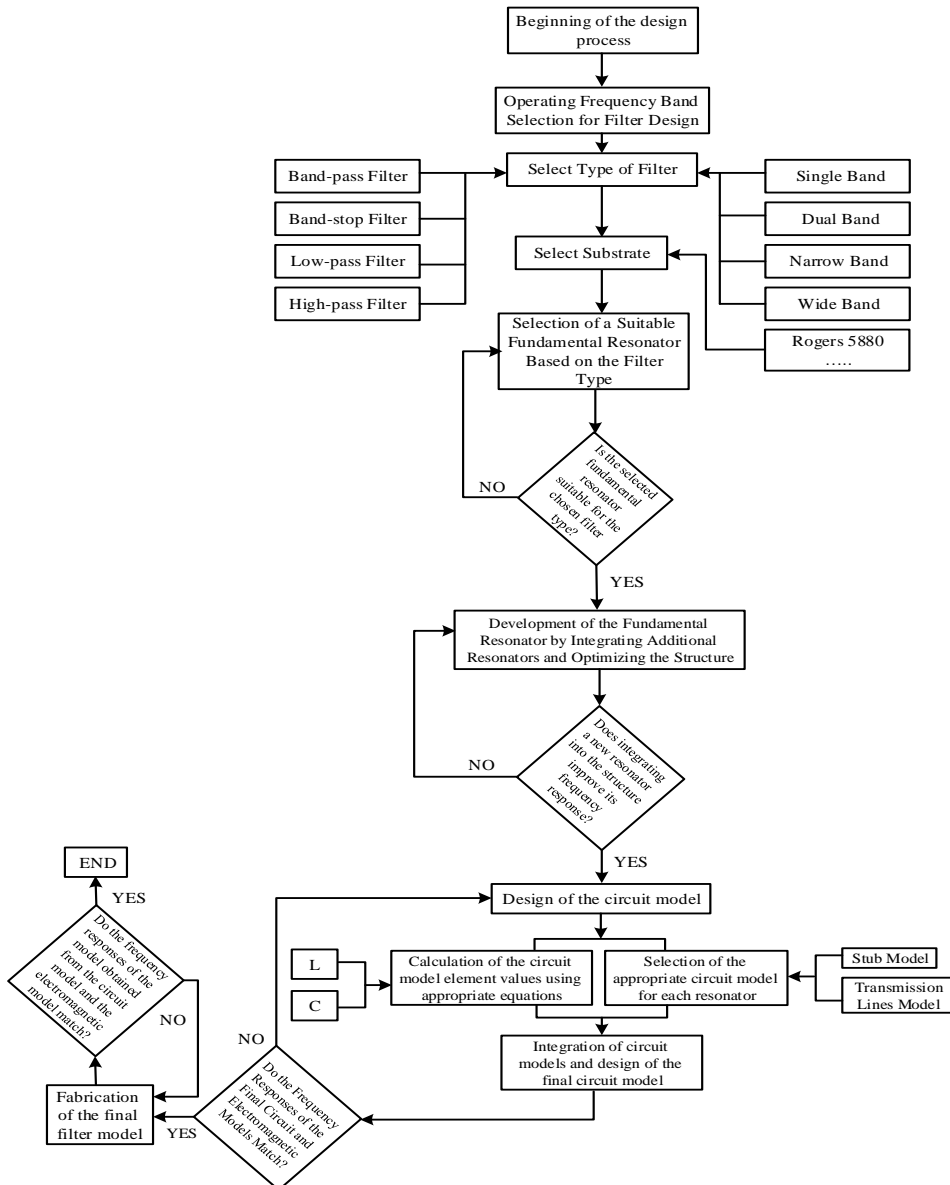 Beginning of the design
process
Operating Frequency Band
Selection for Filter Design
Select Type of Filter
Band-pass Filter
Band-stop Filter
Low-pass Filter
High-pass Filter
Single Band
Dual Band
Narrow Band
Wide Band
Rogers 5880
.....
Select Substrate
Selection of a Suitable
Fundamental Resonator
Based on the Filter
Type
Is the selected
fundamental
resonator
suitable for the
chosen filter
type?
NO
YES
Development of the Fundamental
Resonator by Integrating Additional
Resonators and Optimizing the Structure
Does integrating
a new resonator
into the structure
improve its
frequency
response?
NO
YES
Design of the circuit model
L
C
Calculation of the circuit
model element values using
appropriate equations
Selection of the
appropriate circuit model
for each resonator
Stub Model
Transmission
Lines Model
Integration of circuit
models and design of the
final circuit model
Do the Frequency
Responses of the
Final Circuit and
Electromagnetic
Models Match?
NO
YES
Fabrication
of the final
filter model
Do the frequency
responses of the
model obtained
from the circuit
model and the
electromagnetic
model match?
NO
YES
END